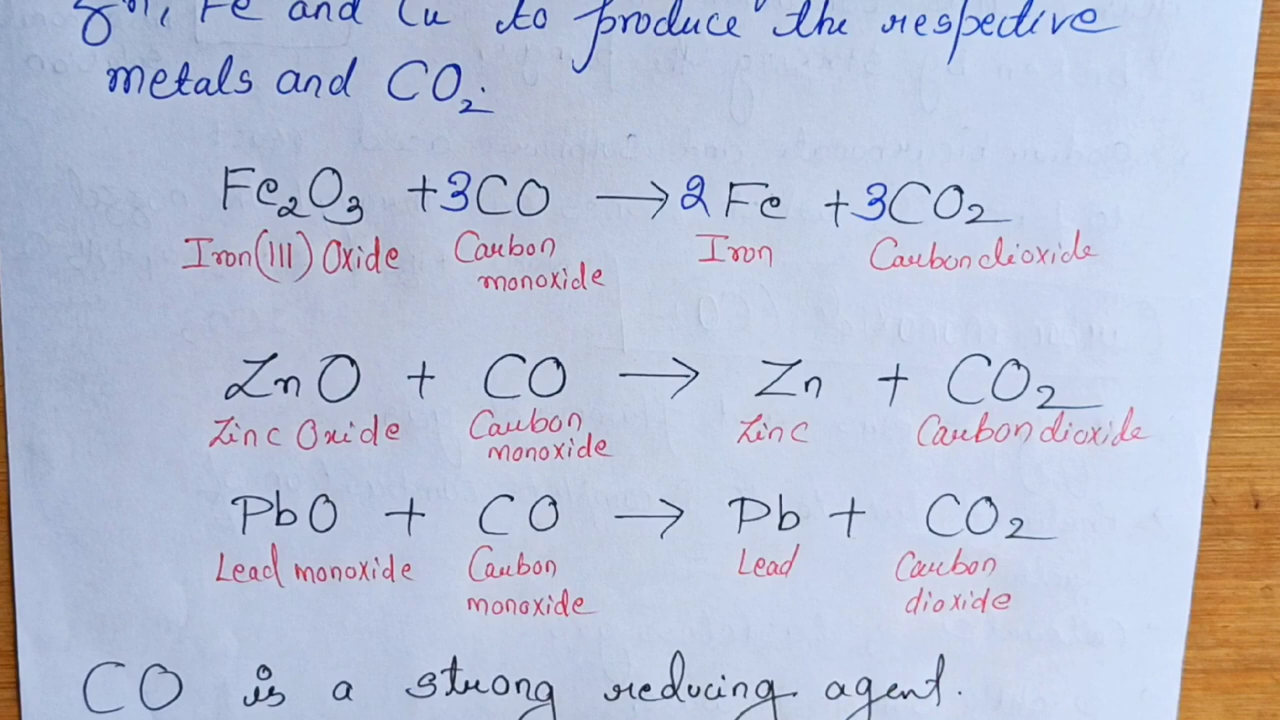 Zn, Fe and Cu to produce the respective
metals and CO₂.
Fe₂O₃ + 3CO → 2Fe + 3CO₂
Iron(III) Oxide Carbon monoxide Iron Carbon dioxide
ZnO + CO → Zn + CO₂
Zinc Oxide Carbon monoxide Zinc Carbon dioxide
PbO + CO → Pb + CO₂
Lead monoxide Carbon monoxide Lead Carbon dioxide
CO is a strong reducing agent.